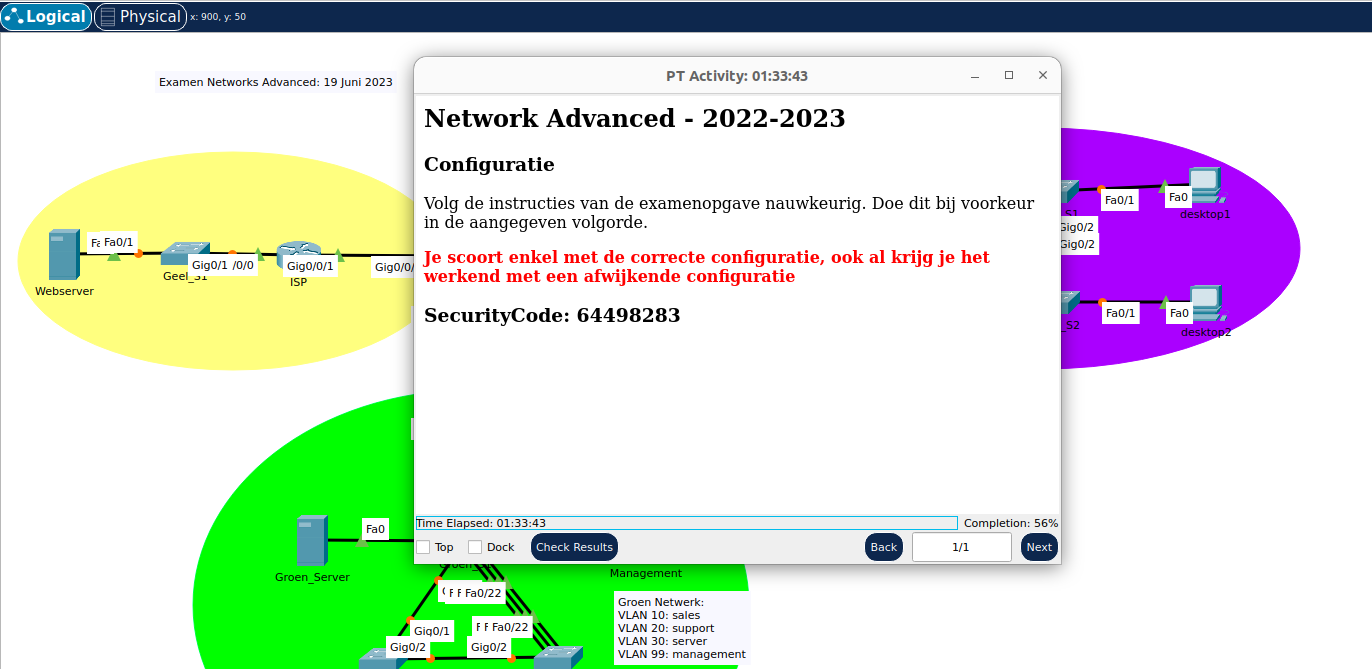 Logical
Physical
x: 900, y: 50
Examen Networks Advanced: 19 Juni 2023
PT Activity: 01:33:43
Network Advanced - 2022-2023
Configuratie
Volg de instructies van de examenopgave nauwkeurig. Doe dit bij voorkeur
in de aangegeven volgorde.
Je scoort enkel met de correcte configuratie, ook al krijg je het
werkend met een afwijkende configuratie
SecurityCode: 64498283
Time Elapsed: 01:33:43
Completion: 56%
Top
Dock
Check Results
Back
1/1
Next
Fa0/1
Gig0/1
/0/0
Gig0/0/1
Gig0/0/
Webserver
Geel_S1
ISP
Fa0/1
Fa0
desktop1
S1
Gig0/2
Gig0/2
Fa0/1
Fa0
_S2
desktop2
Fa0
Groen_Server
Management
Fa0/22
Gig0/1
Fa0/22
Gig0/2
Gig0/2
Groen Netwerk:
VLAN 10: sales
VLAN 20: support
VLAN 30: server
VLAN 99: management